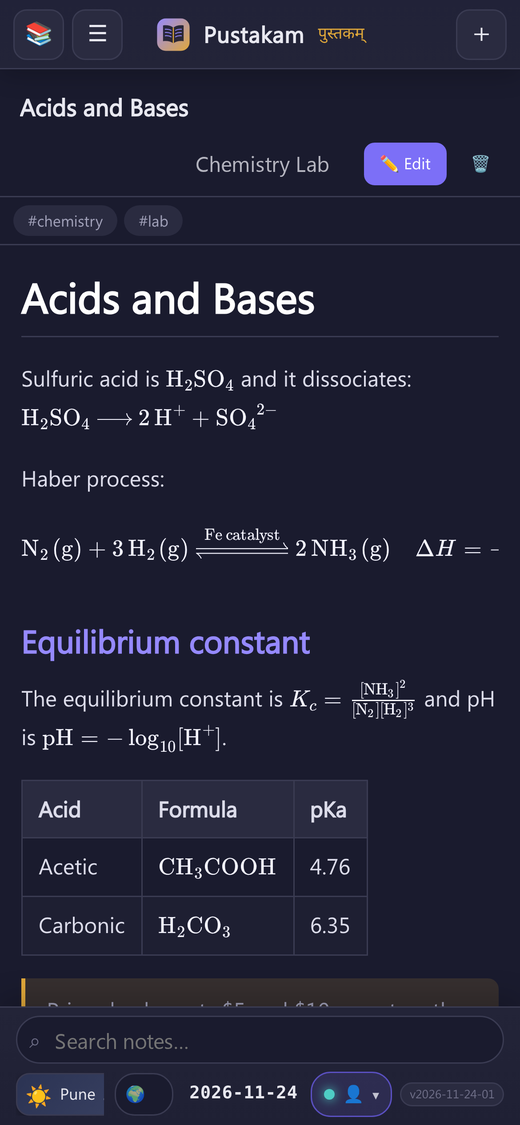 Pustakam पुस्तकम् +
Acids and Bases
Chemistry Lab Edit
#chemistry #lab
Acids and Bases
Sulfuric acid is H₂SO₄ and it dissociates:
H₂SO₄ ⟶ 2 H⁺ + SO₄²⁻
Haber process:
N₂ (g) + 3 H₂ (g) ⇌[Fe catalyst] 2 NH₃ (g) ΔH = −
Equilibrium constant
The equilibrium constant is K_c = [NH₃]²/[N₂][H₂]³ and pH
is pH = − log₁₀[H⁺].
Acid Formula pKa
Acetic CH₃COOH 4.76
Carbonic H₂CO₃ 6.35
Search notes...
Pune 2026-11-24 v2026-11-24-01